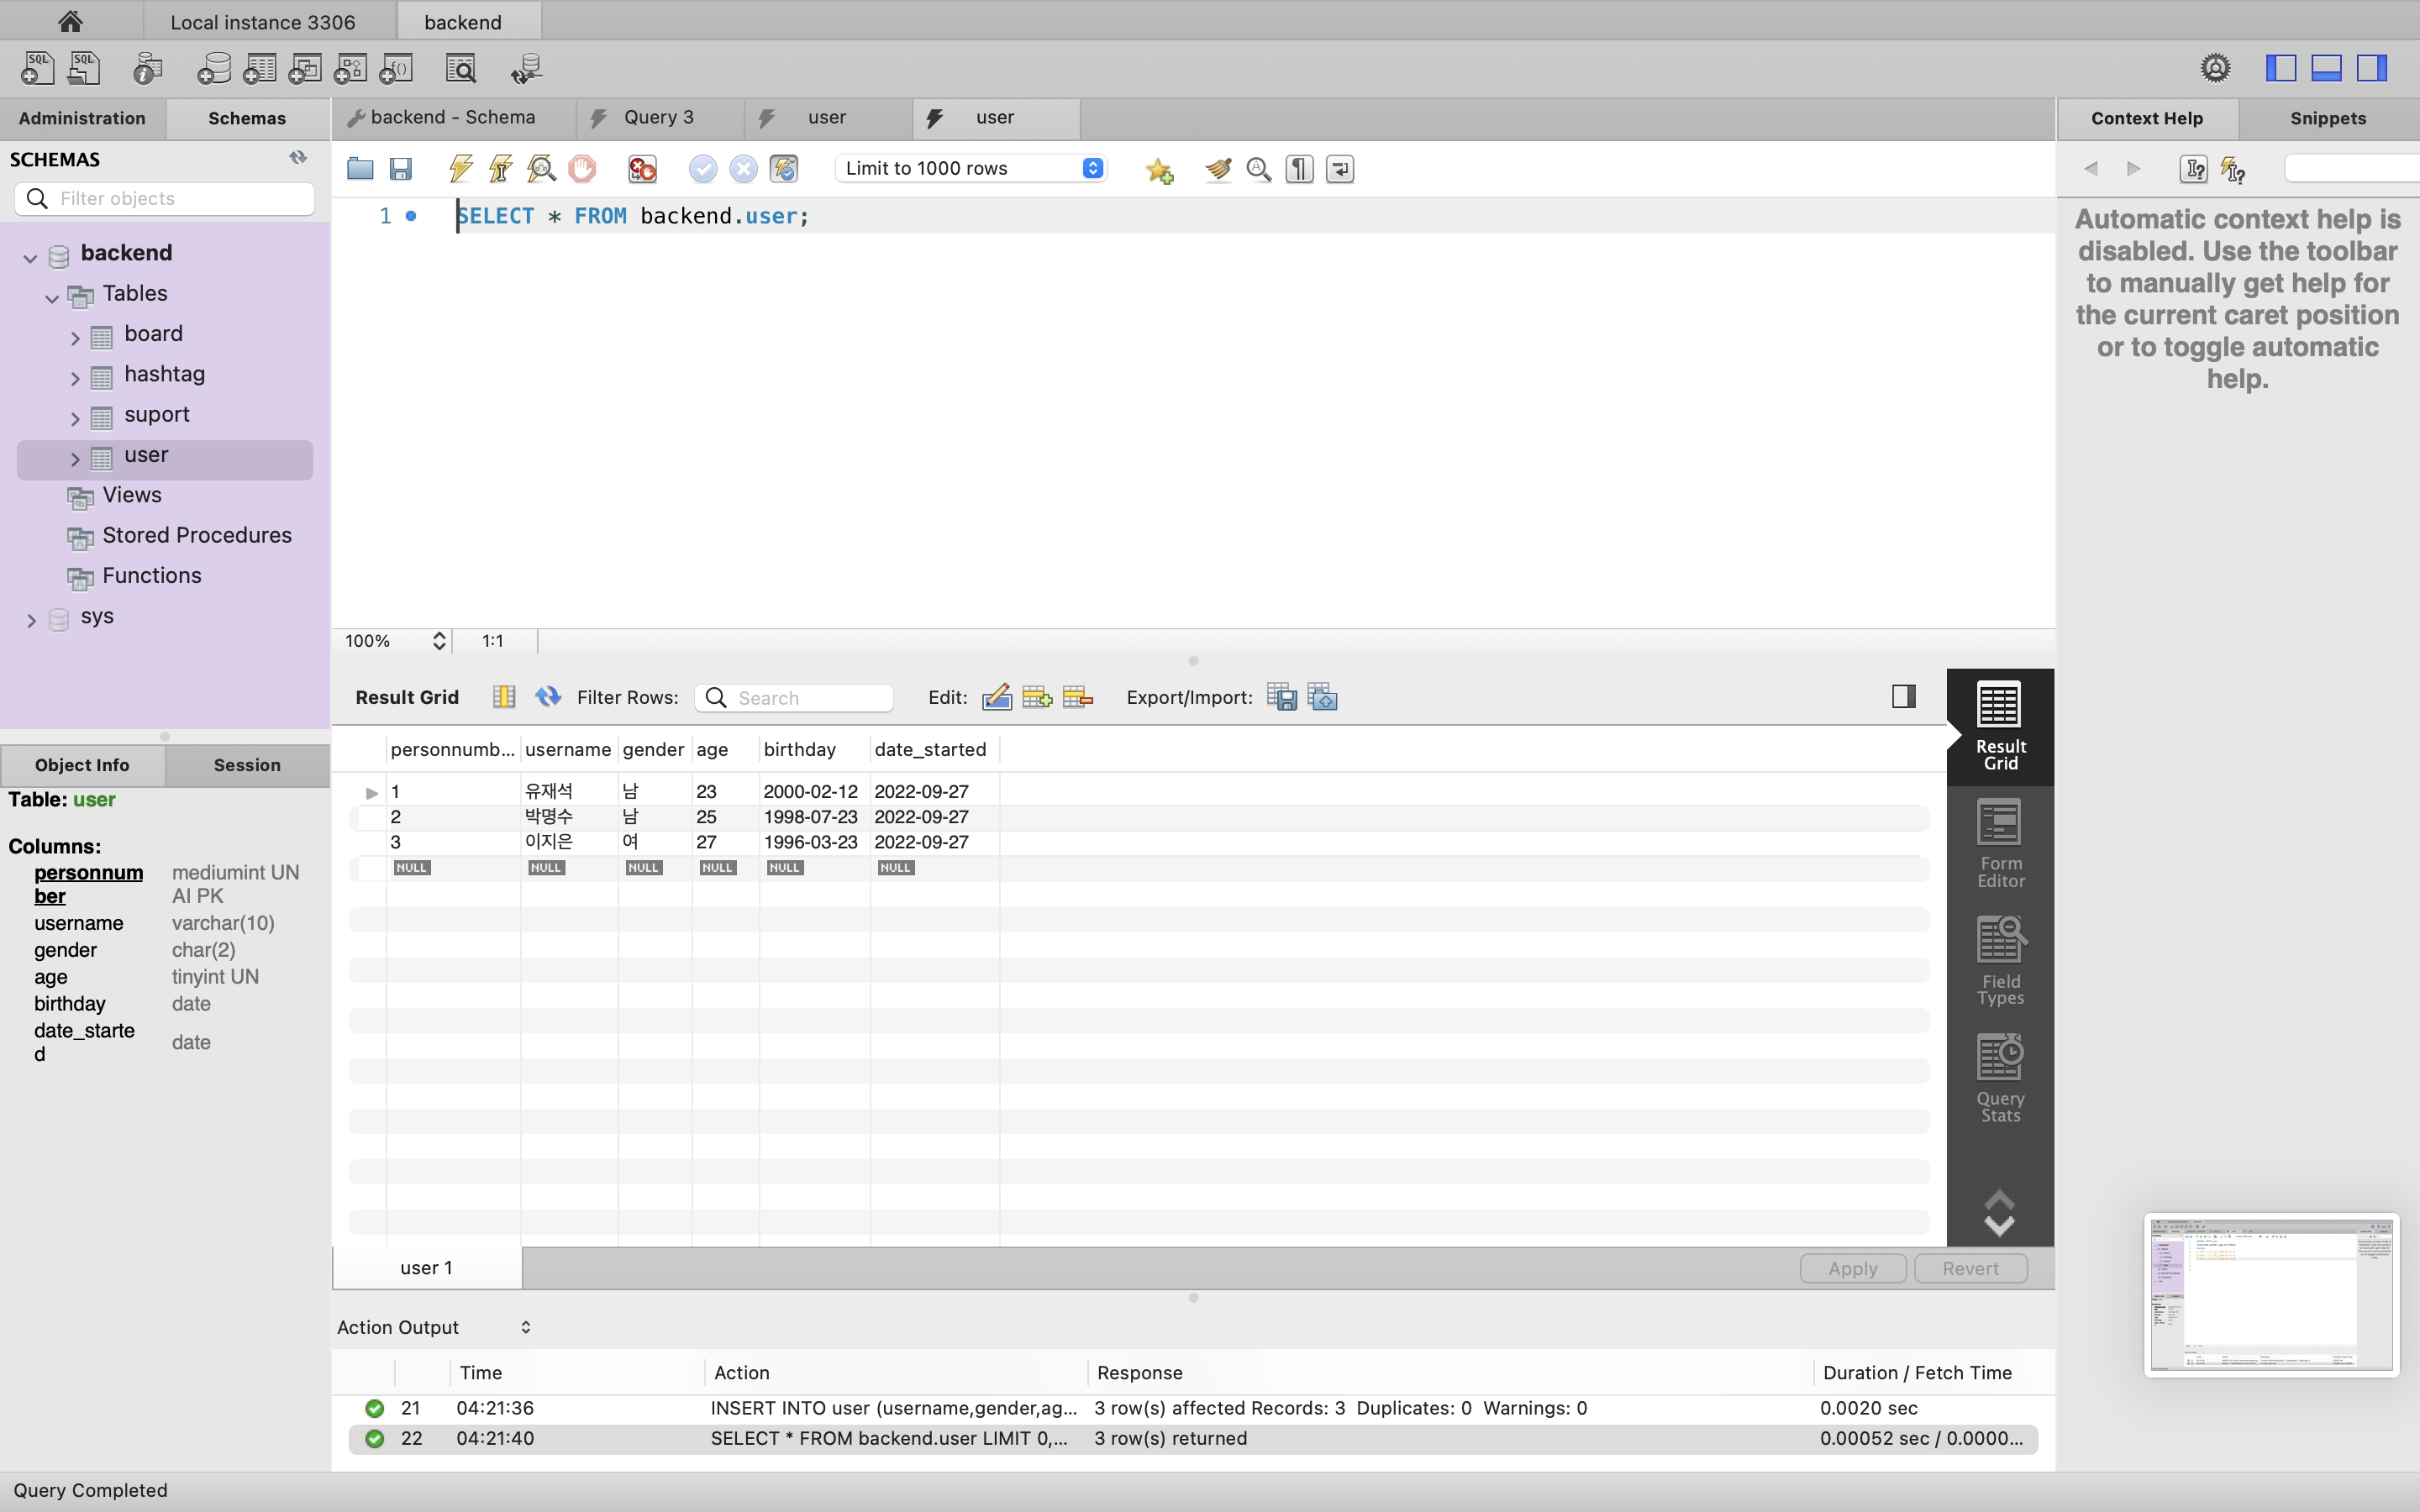 Local instance 3306
backend
Administration
Schemas
backend - Schema
Query 3
user
user
Context Help
Snippets
SCHEMAS
Filter objects
Limit to 1000 rows
1
SELECT * FROM backend.user;
Automatic context help is
disabled. Use the toolbar
to manually get help for
the current caret position
or to toggle automatic
help.
backend
Tables
board
hashtag
suport
user
Views
Stored Procedures
Functions
sys
100%
1:1
Result Grid
Filter Rows:
Search
Edit:
Export/Import:
personnumb... username gender age birthday date_started
1 유재석 남 23 2000-02-12 2022-09-27
2 박명수 남 25 1998-07-23 2022-09-27
3 이지은 여 27 1996-03-23 2022-09-27
NULL NULL NULL NULL NULL NULL
Result
Grid
Form
Editor
Field
Types
Query
Stats
Object Info
Session
Table: user
Columns:
personnum
ber
mediumint UN
AI PK
username varchar(10)
gender char(2)
age tinyint UN
birthday date
date_starte
d
date
user 1
Apply
Revert
Action Output
Time Action Response Duration / Fetch Time
21 04:21:36 INSERT INTO user (username,gender,ag... 3 row(s) affected Records: 3 Duplicates: 0 Warnings: 0 0.0020 sec
22 04:21:40 SELECT * FROM backend.user LIMIT 0,... 3 row(s) returned 0.00052 sec / 0.0000...
Query Completed